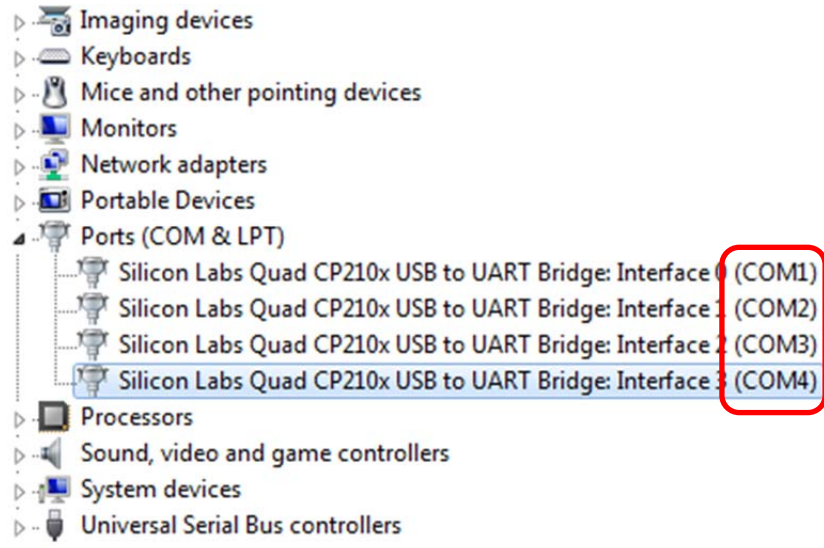 Imaging devices
Keyboards
Mice and other pointing devices
Monitors
Network adapters
Portable Devices
Ports (COM & LPT)
Silicon Labs Quad CP210x USB to UART Bridge: Interface 0 (COM1)
Silicon Labs Quad CP210x USB to UART Bridge: Interface 1 (COM2)
Silicon Labs Quad CP210x USB to UART Bridge: Interface 2 (COM3)
Silicon Labs Quad CP210x USB to UART Bridge: Interface 3 (COM4)
Processors
Sound, video and game controllers
System devices
Universal Serial Bus controllers